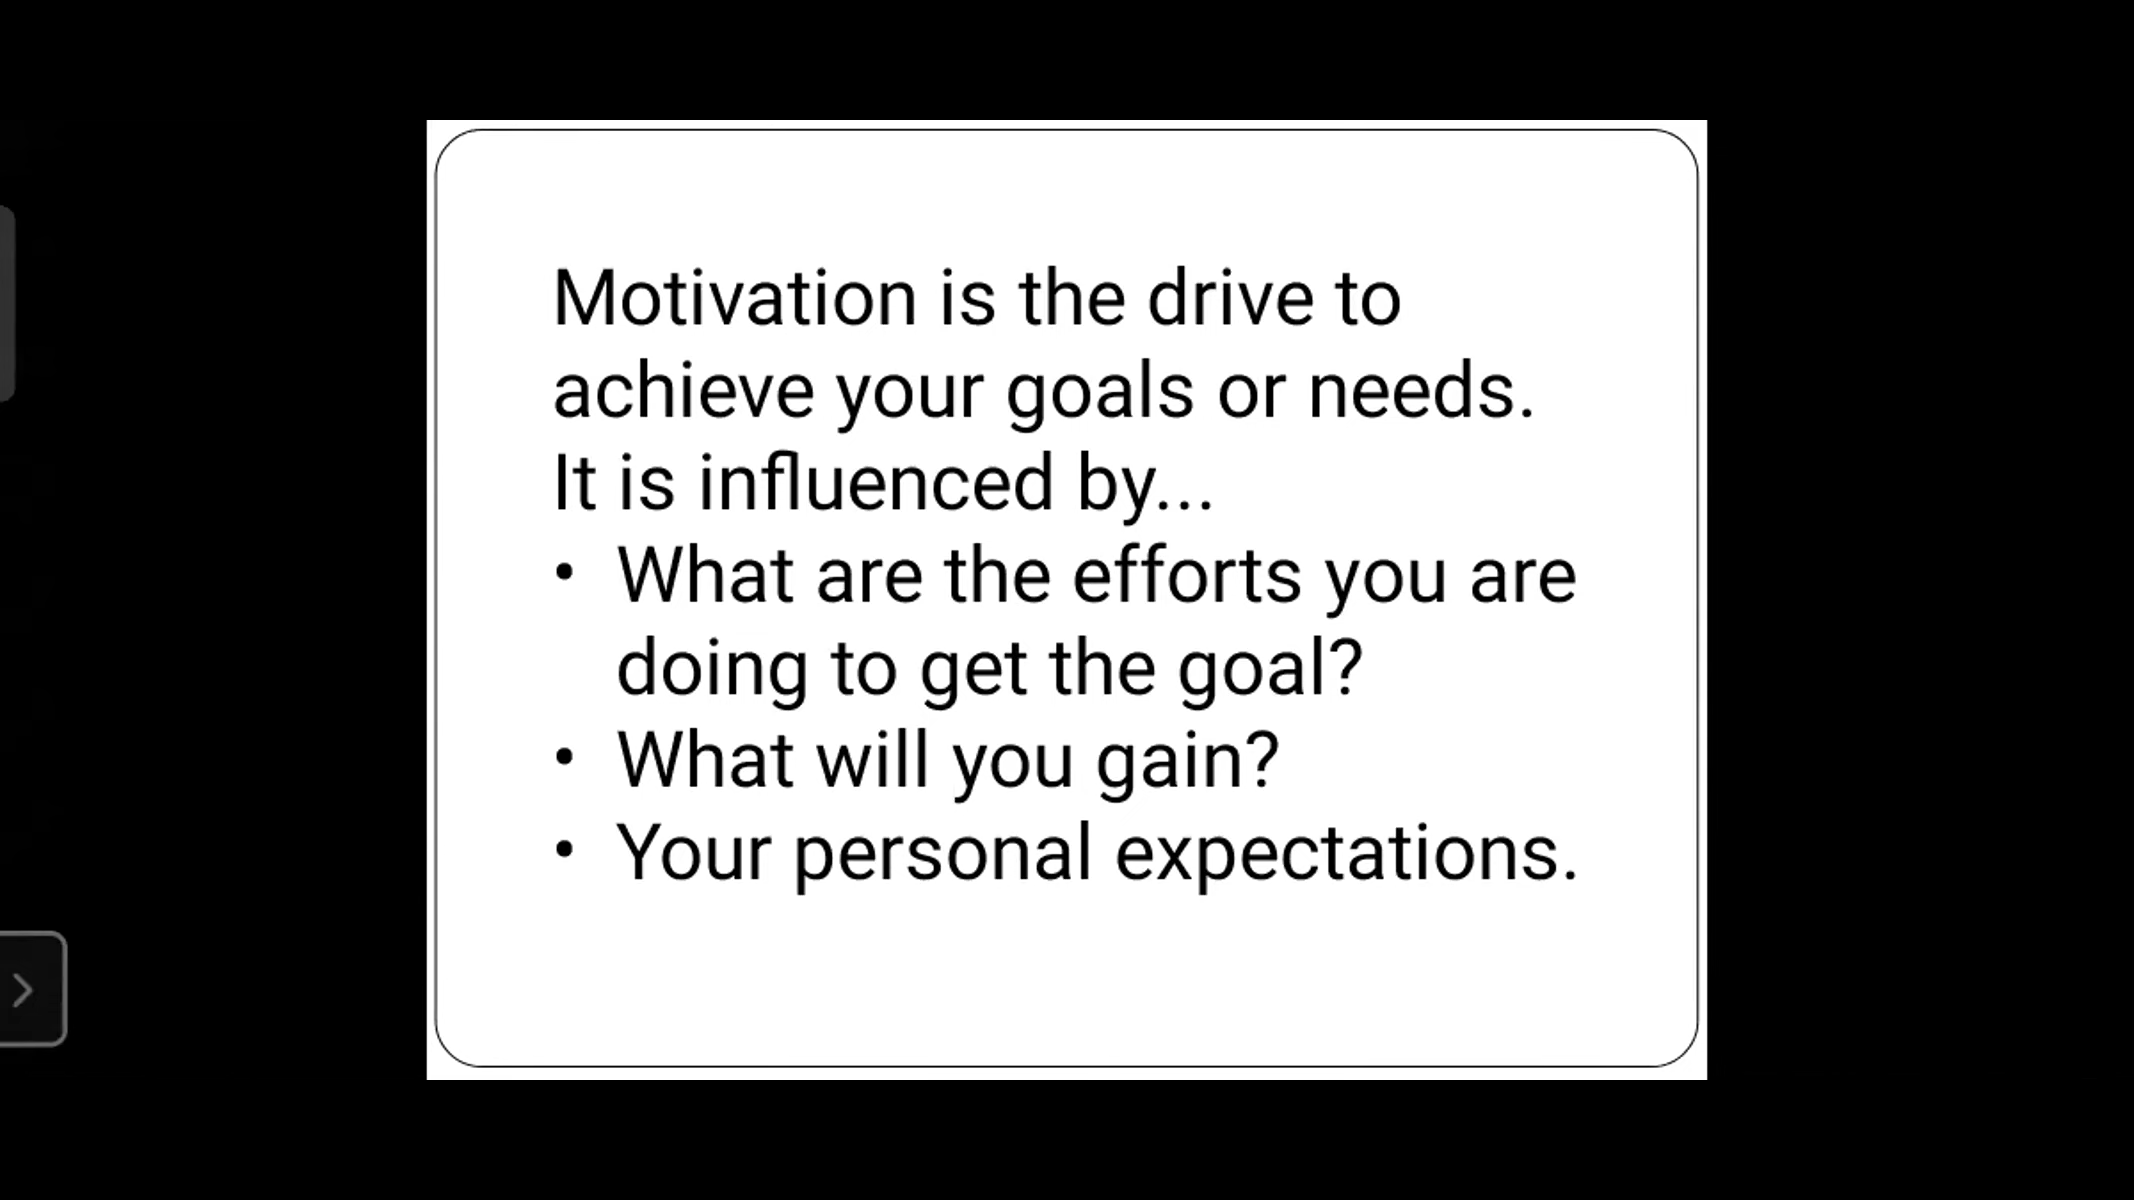 Motivation is the drive to
achieve your goals or needs.
It is influenced by...
• What are the efforts you are
doing to get the goal?
• What will you gain?
• Your personal expectations.